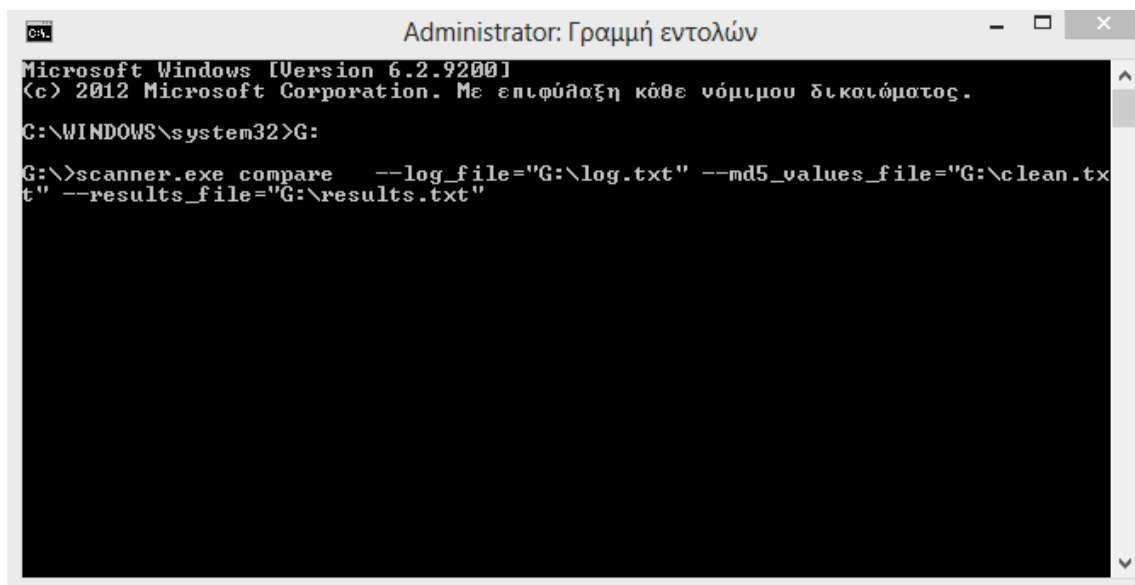 Administrator: Γραμμή εντολών
Microsoft Windows [Version 6.2.9200]
(c) 2012 Microsoft Corporation. Με επιφύλαξη κάθε νόμιμου δικαιώματος.
C:\WINDOWS\system32>G:
G:\>scanner.exe compare   --log_file="G:\log.txt" --md5_values_file="G:\clean.tx
t" --results_file="G:\results.txt"